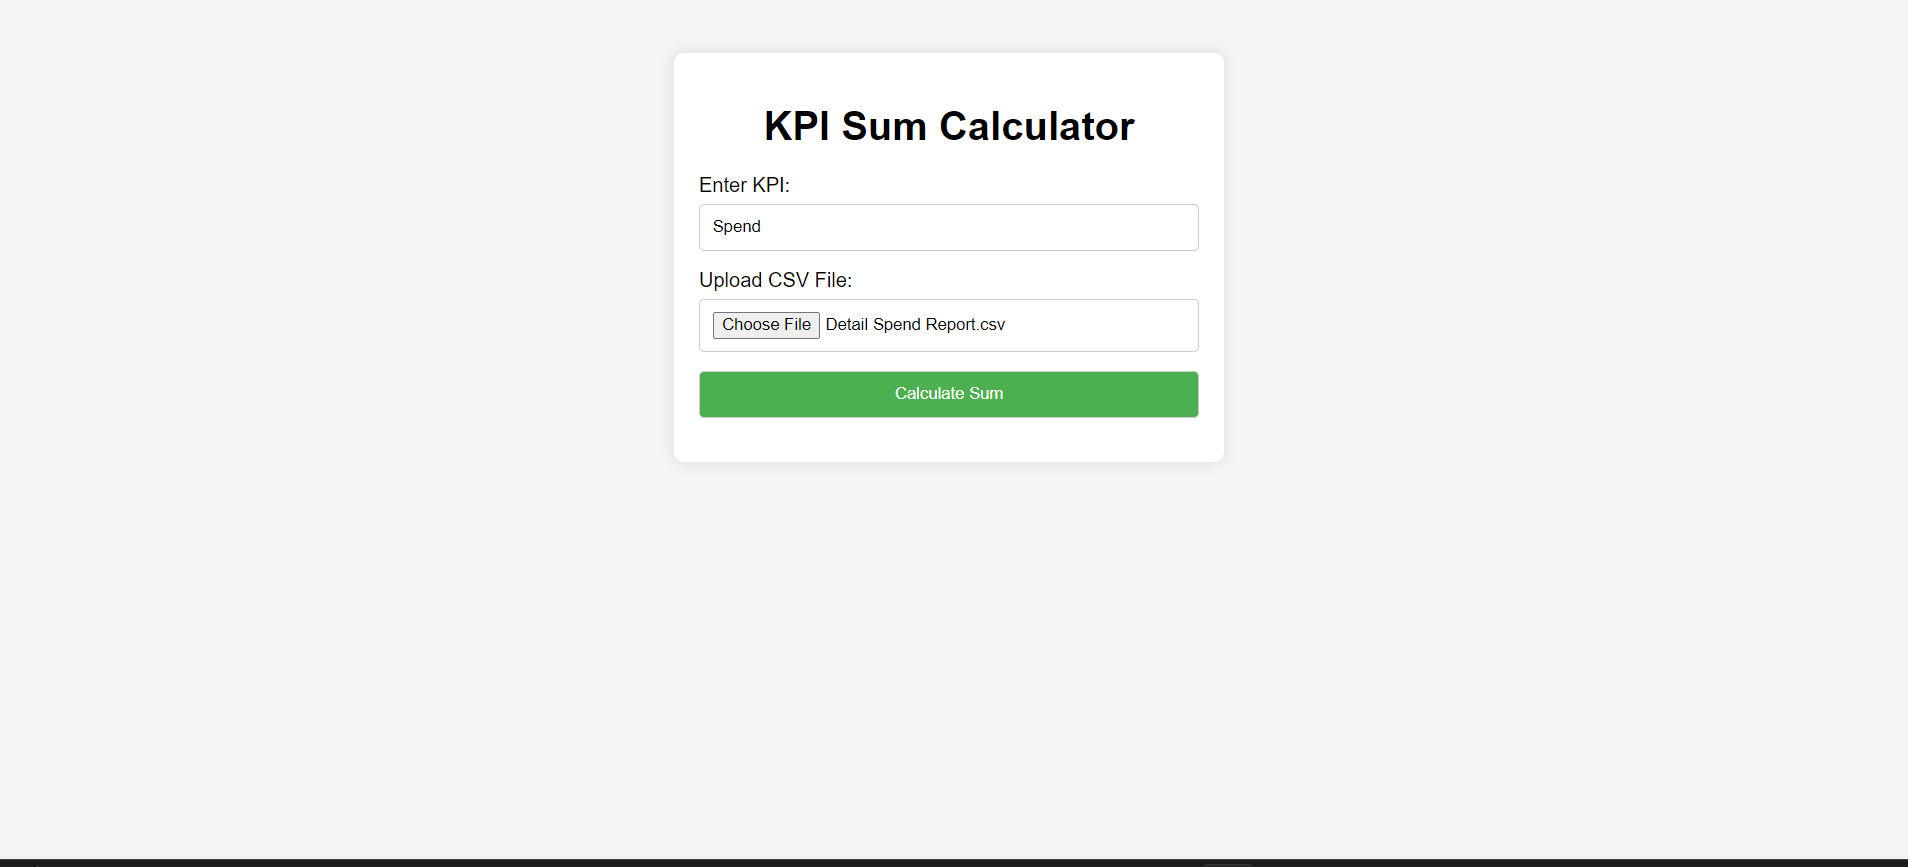 KPI Sum Calculator
Enter KPI:
Spend
Upload CSV File:
Choose File Detail Spend Report.csv
Calculate Sum